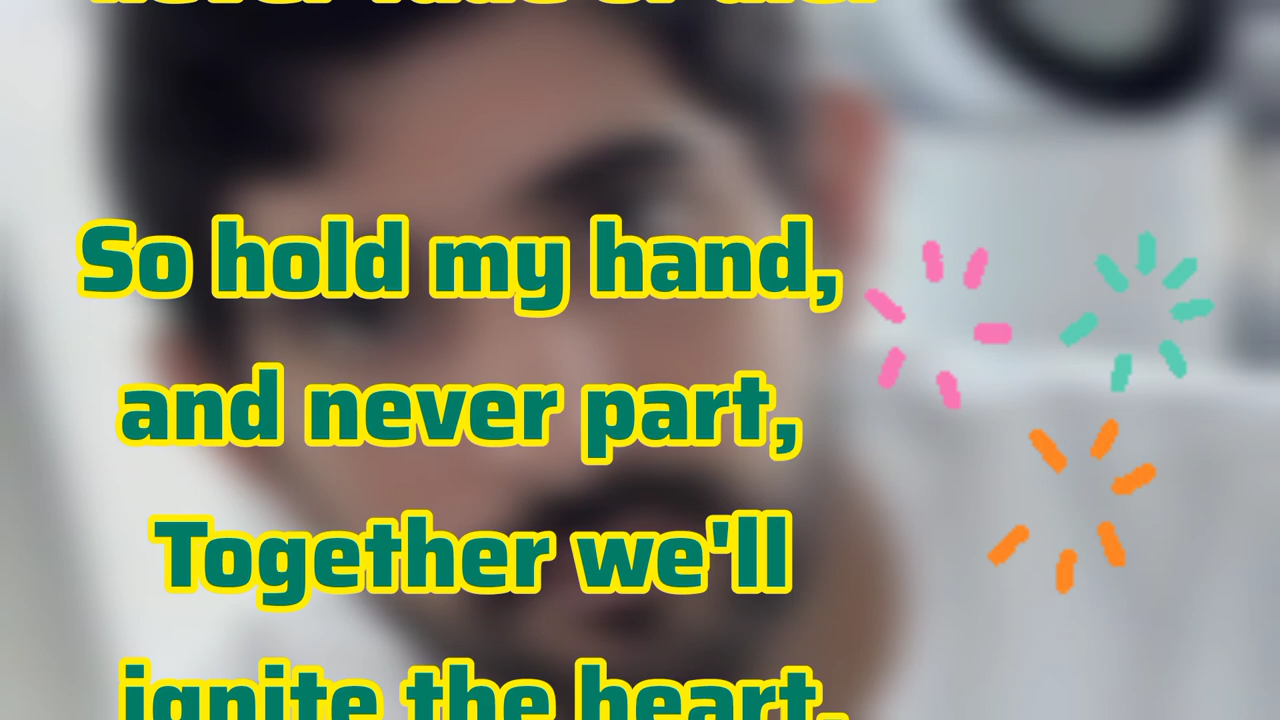 So hold my hand,
and never part,
Together we'll
ignite the heart.